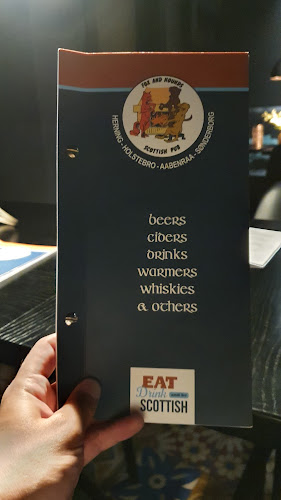 FOX AND HOUNDS
SCOTTISH PUB
HERNING - HOLSTEBRO - AABENRAA - SØNDERBORG
beers
ciders
drinks
warmers
whiskies
& others
EAT
Drink
SCOTTISH